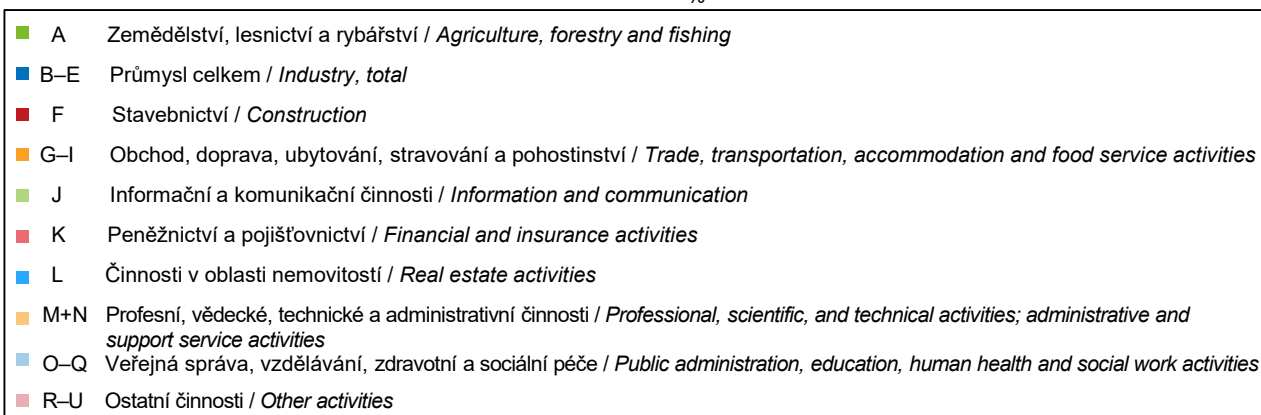 %
A Zemědělství, lesnictví a rybářství / Agriculture, forestry and fishing
B–E Průmysl celkem / Industry, total
F Stavebnictví / Construction
G–I Obchod, doprava, ubytování, stravování a pohostinství / Trade, transportation, accommodation and food service activities
J Informační a komunikační činnosti / Information and communication
K Peněžnictví a pojišťovnictví / Financial and insurance activities
L Činnosti v oblasti nemovitostí / Real estate activities
M+N Profesní, vědecké, technické a administrativní činnosti / Professional, scientific, and technical activities; administrative and
support service activities
O–Q Veřejná správa, vzdělávání, zdravotní a sociální péče / Public administration, education, human health and social work activities
R–U Ostatní činnosti / Other activities